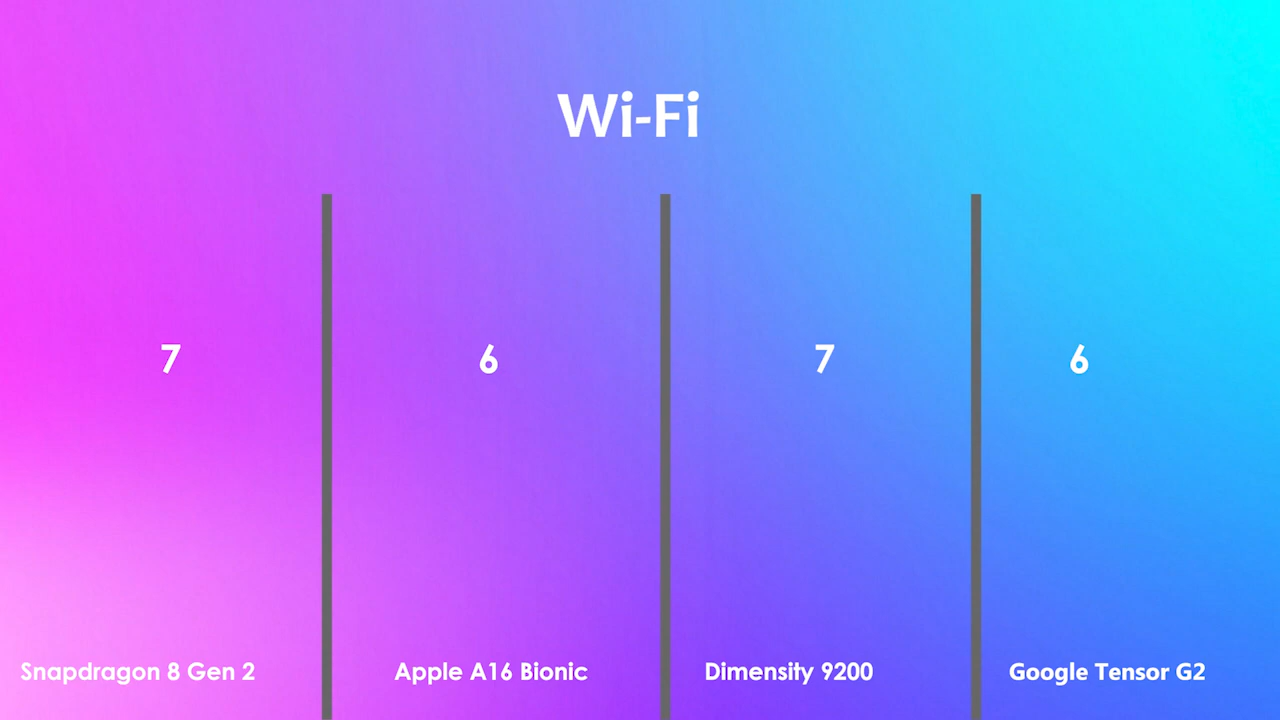 Wi-Fi
7
6
7
6
Snapdragon 8 Gen 2
Apple A16 Bionic
Dimensity 9200
Google Tensor G2